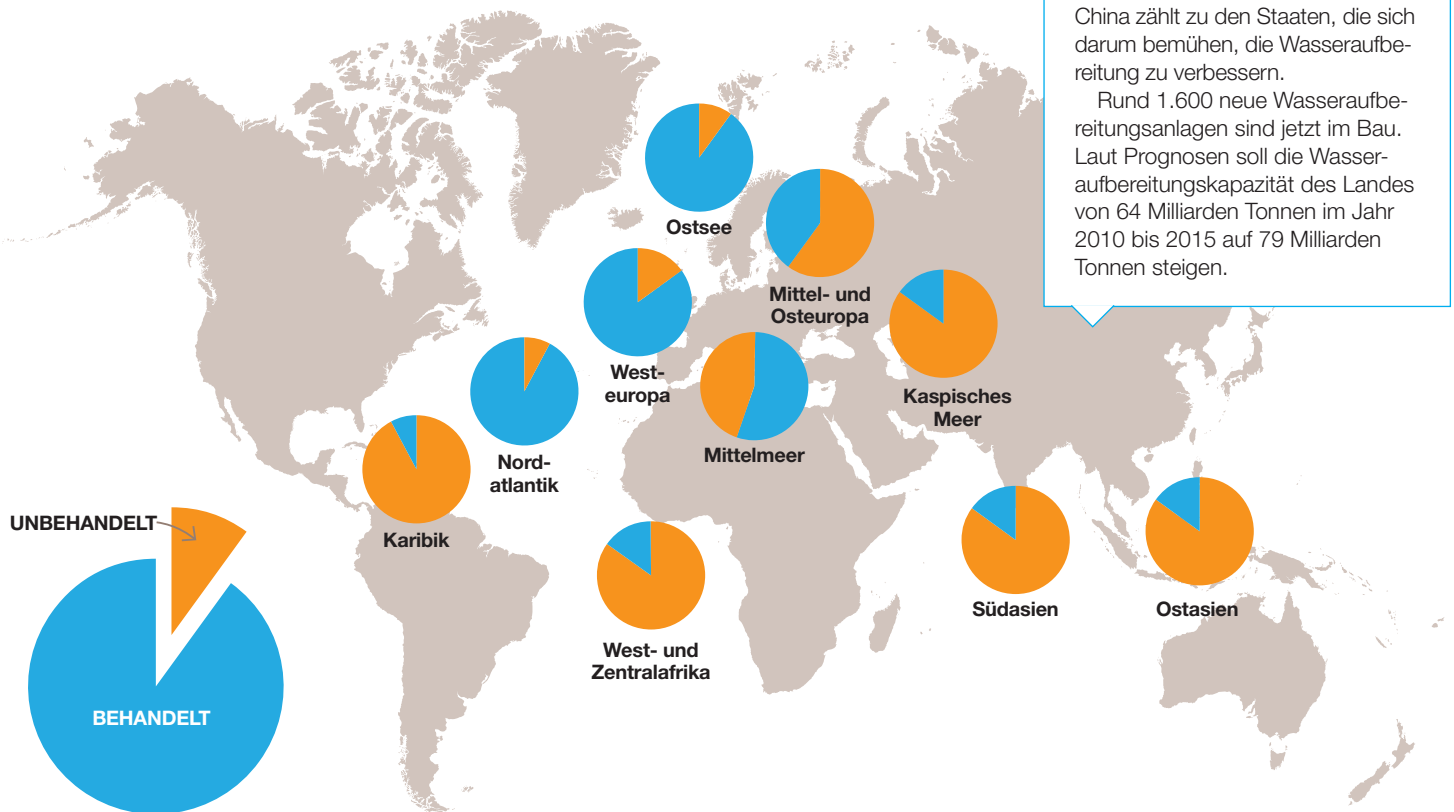 China zählt zu den Staaten, die sich
darum bemühen, die Wasseraufbe-
reitung zu verbessern.
Rund 1.600 neue Wasseraufbe-
reitungsanlagen sind jetzt im Bau.
Laut Prognosen soll die Wasser-
aufbereitungskapazität des Landes
von 64 Milliarden Tonnen im Jahr
2010 bis 2015 auf 79 Milliarden
Tonnen steigen.
Ostsee
Mittel- und
Osteuropa
West-
europa
Kaspisches
Meer
Mittelmeer
Nord-
atlantik
Karibik
UNBEHANDELT
BEHANDELT
West- und
Zentralafrika
Südasien
Ostasien